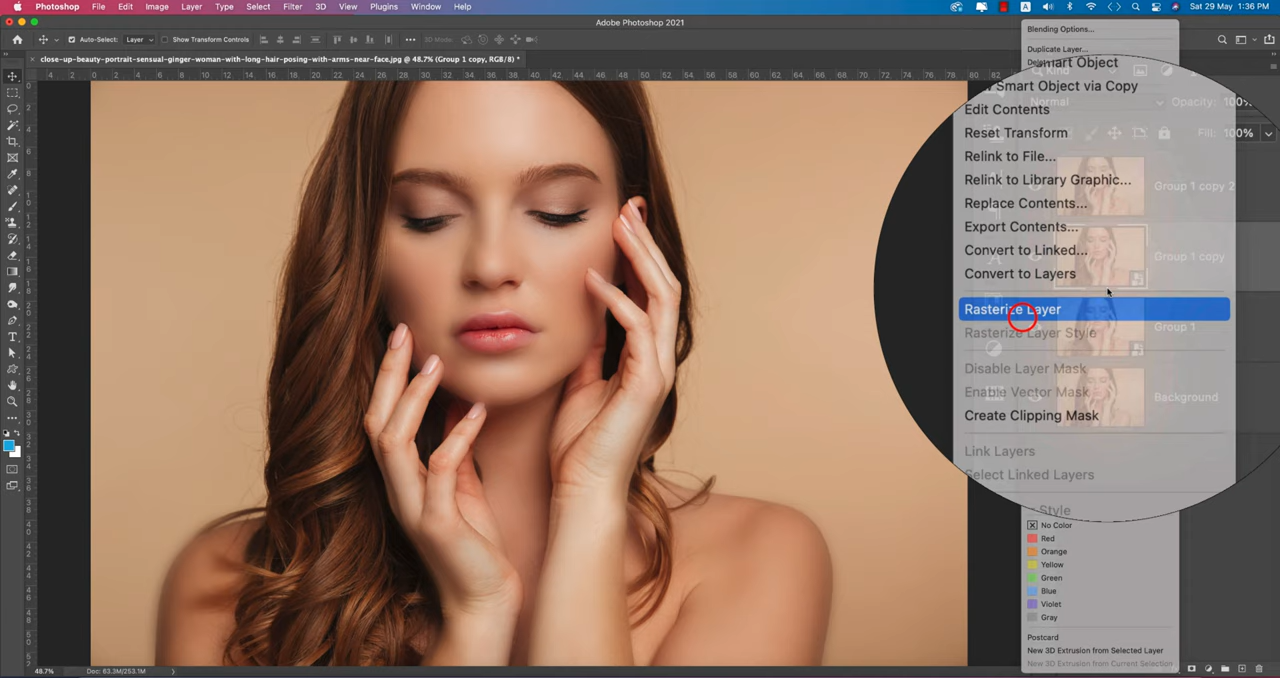 Photoshop File Edit Image Layer Type Select Filter 3D View Plugins Window Help
A Sat 29 May 1:36 PM
Adobe Photoshop 2021
Auto-Select: Layer Show Transform Controls 3D Mode:
close-up-beauty-portrait-sensual-ginger-woman-with-long-hair-posing-with-arms-near-face.jpg @ 48.7% (Group 1 copy, RGB/8) *
Blending Options...
Duplicate Layer...
Smart Object
Smart Object via Copy
Kind
Normal
Opacity: 100%
Fill: 100%
Edit Contents
Reset Transform
Relink to File...
Relink to Library Graphic...
Replace Contents...
Export Contents...
Convert to Linked...
Convert to Layers
Rasterize Layer
Rasterize Layer Style
Disable Layer Mask
Enable Vector Mask
Create Clipping Mask
Link Layers
Select Linked Layers
Style
Group 1 copy 2
Group 1 copy
Group 1
Background
No Color
Red
Orange
Yellow
Green
Blue
Violet
Gray
Postcard
New 3D Extrusion from Selected Layer
New 3D Extrusion from Current Selection
48.7% Doc: 63.3M/253.1M